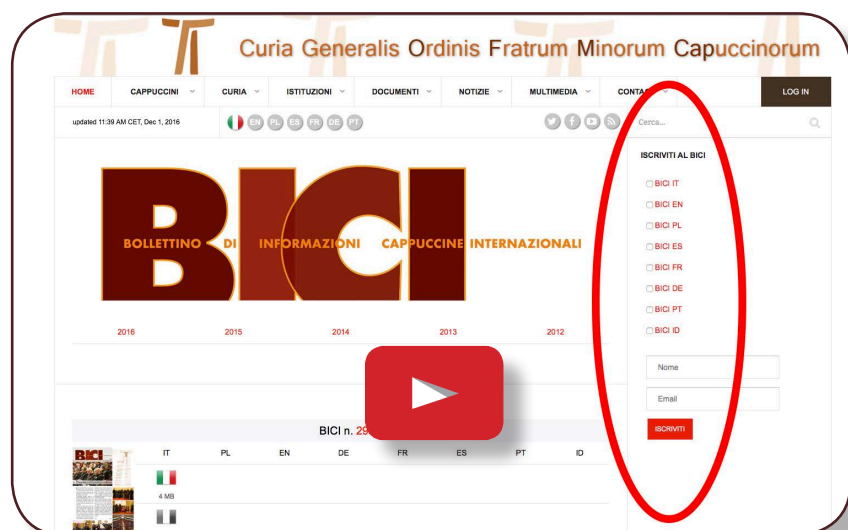 Curia Generalis Ordinis Fratrum Minorum Capuccinorum
HOME CAPPUCCINI CURIA ISTITUZIONI DOCUMENTI NOTIZIE MULTIMEDIA LOG IN
updated 11:39 AM CET, Dec 1, 2016 EN PL ES FR DE PT Cerca...
ISCRIVITI AL BICI
BICI IT
BICI EN
BICI PL
BICI ES
BICI FR
BICI DE
BICI PT
BICI ID
Nome
Email
ISCRIVITI
BICI
BOLLETTINO DI INFORMAZIONI CAPPUCCINE INTERNAZIONALI
2016 2015 2014 2013 2012
BICI n.
IT PL EN DE FR ES PT ID
BICI
4 MB